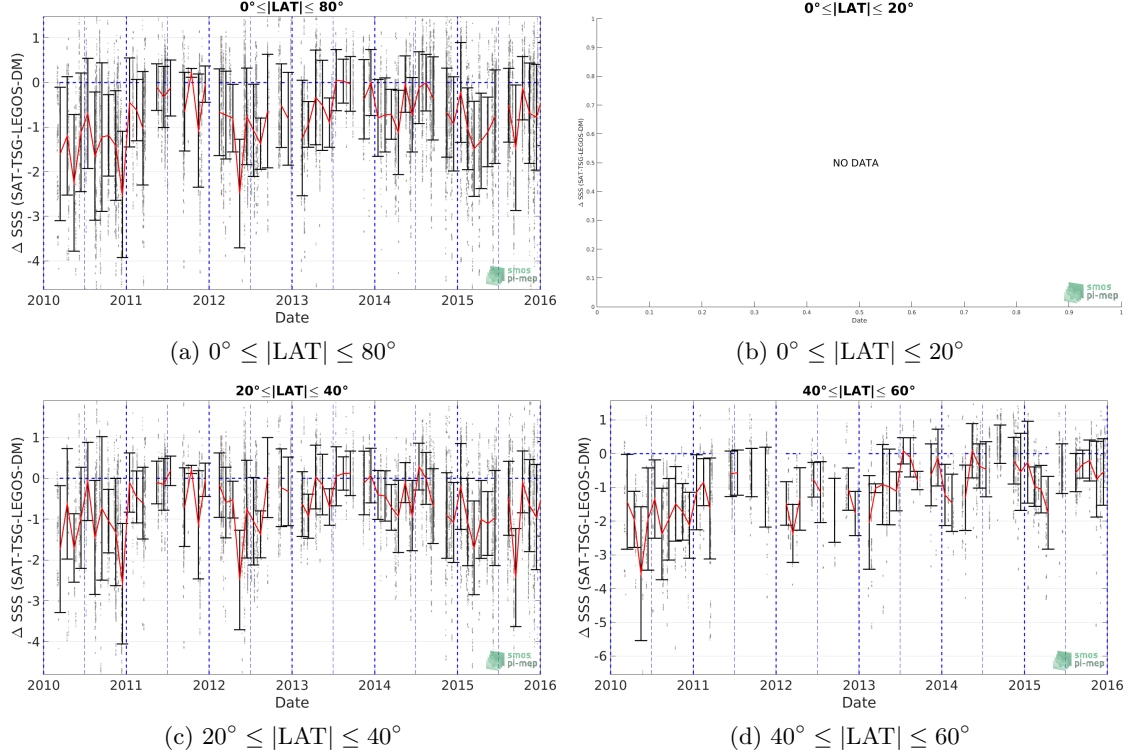 0°≤|LAT|≤ 80°
Δ SSS (SAT-TSG-LEGOS-DM)
1
0
-1
-2
-3
-4
2010 2011 2012 2013 2014 2015 2016
Date
smos
pi-mep
(a) 0° ≤ |LAT| ≤ 80°
0°≤|LAT|≤ 20°
Δ SSS (SAT-TSG-LEGOS-DM)
1
0.9
0.8
0.7
0.6
0.5
0.4
0.3
0.2
0.1
0
NO DATA
0 0.1 0.2 0.3 0.4 0.5 0.6 0.7 0.8 0.9 1
Date
smos
pi-mep
(b) 0° ≤ |LAT| ≤ 20°
20°≤|LAT|≤ 40°
Δ SSS (SAT-TSG-LEGOS-DM)
1
0
-1
-2
-3
-4
2010 2011 2012 2013 2014 2015 2016
Date
smos
pi-mep
(c) 20° ≤ |LAT| ≤ 40°
40°≤|LAT|≤ 60°
Δ SSS (SAT-TSG-LEGOS-DM)
1
0
-1
-2
-3
-4
-5
-6
2010 2011 2012 2013 2014 2015 2016
Date
smos
pi-mep
(d) 40° ≤ |LAT| ≤ 60°